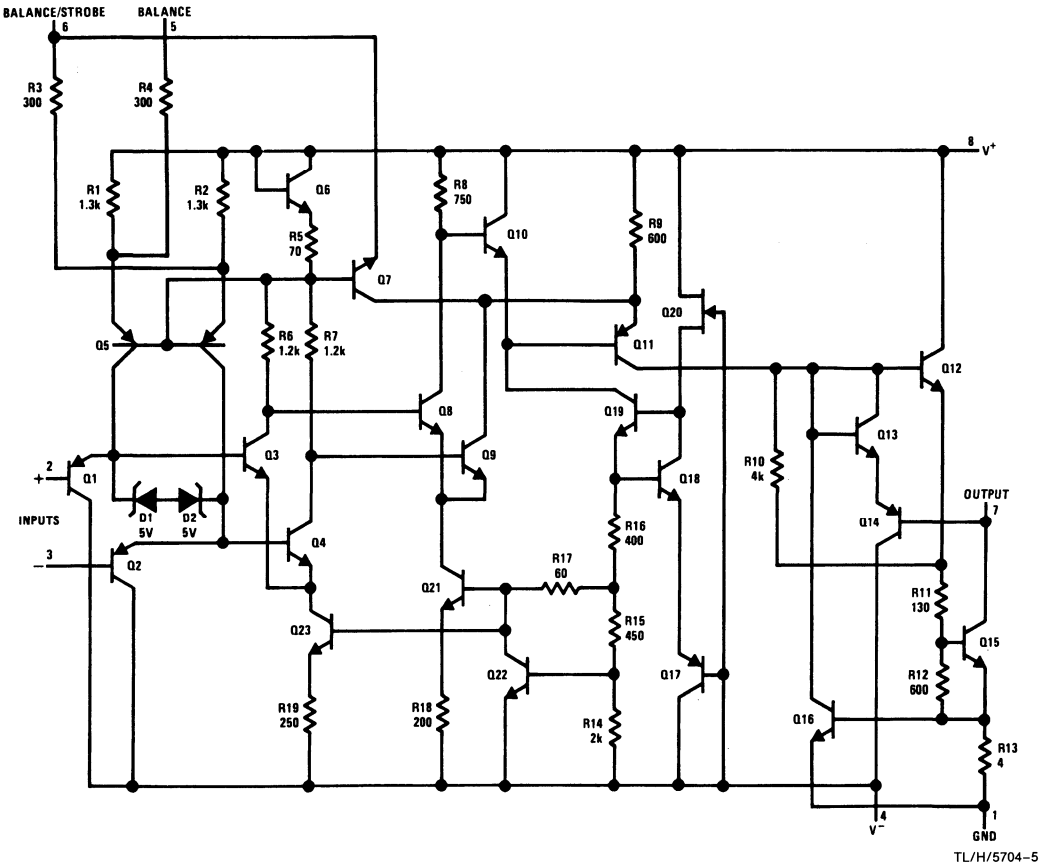 BALANCE/STROBE
6
BALANCE
5
R3
300
R4
300
8 V+
R1
1.3k
R2
1.3k
Q6
R5
70
R8
750
Q10
R9
600
Q7
Q20
Q5
R6
1.2k
R7
1.2k
Q11
Q12
Q8
Q19
Q3
Q9
Q13
2
+
Q1
R10
4k
Q18
INPUTS
D1
5V
D2
5V
OUTPUT
7
Q14
3
−
Q2
Q4
R16
400
R17
60
Q21
R11
130
Q23
R15
450
Q15
Q22
Q17
R12
600
R19
250
R18
200
R14
2k
Q16
R13
4
4
V−
1
GND
TL/H/5704–5